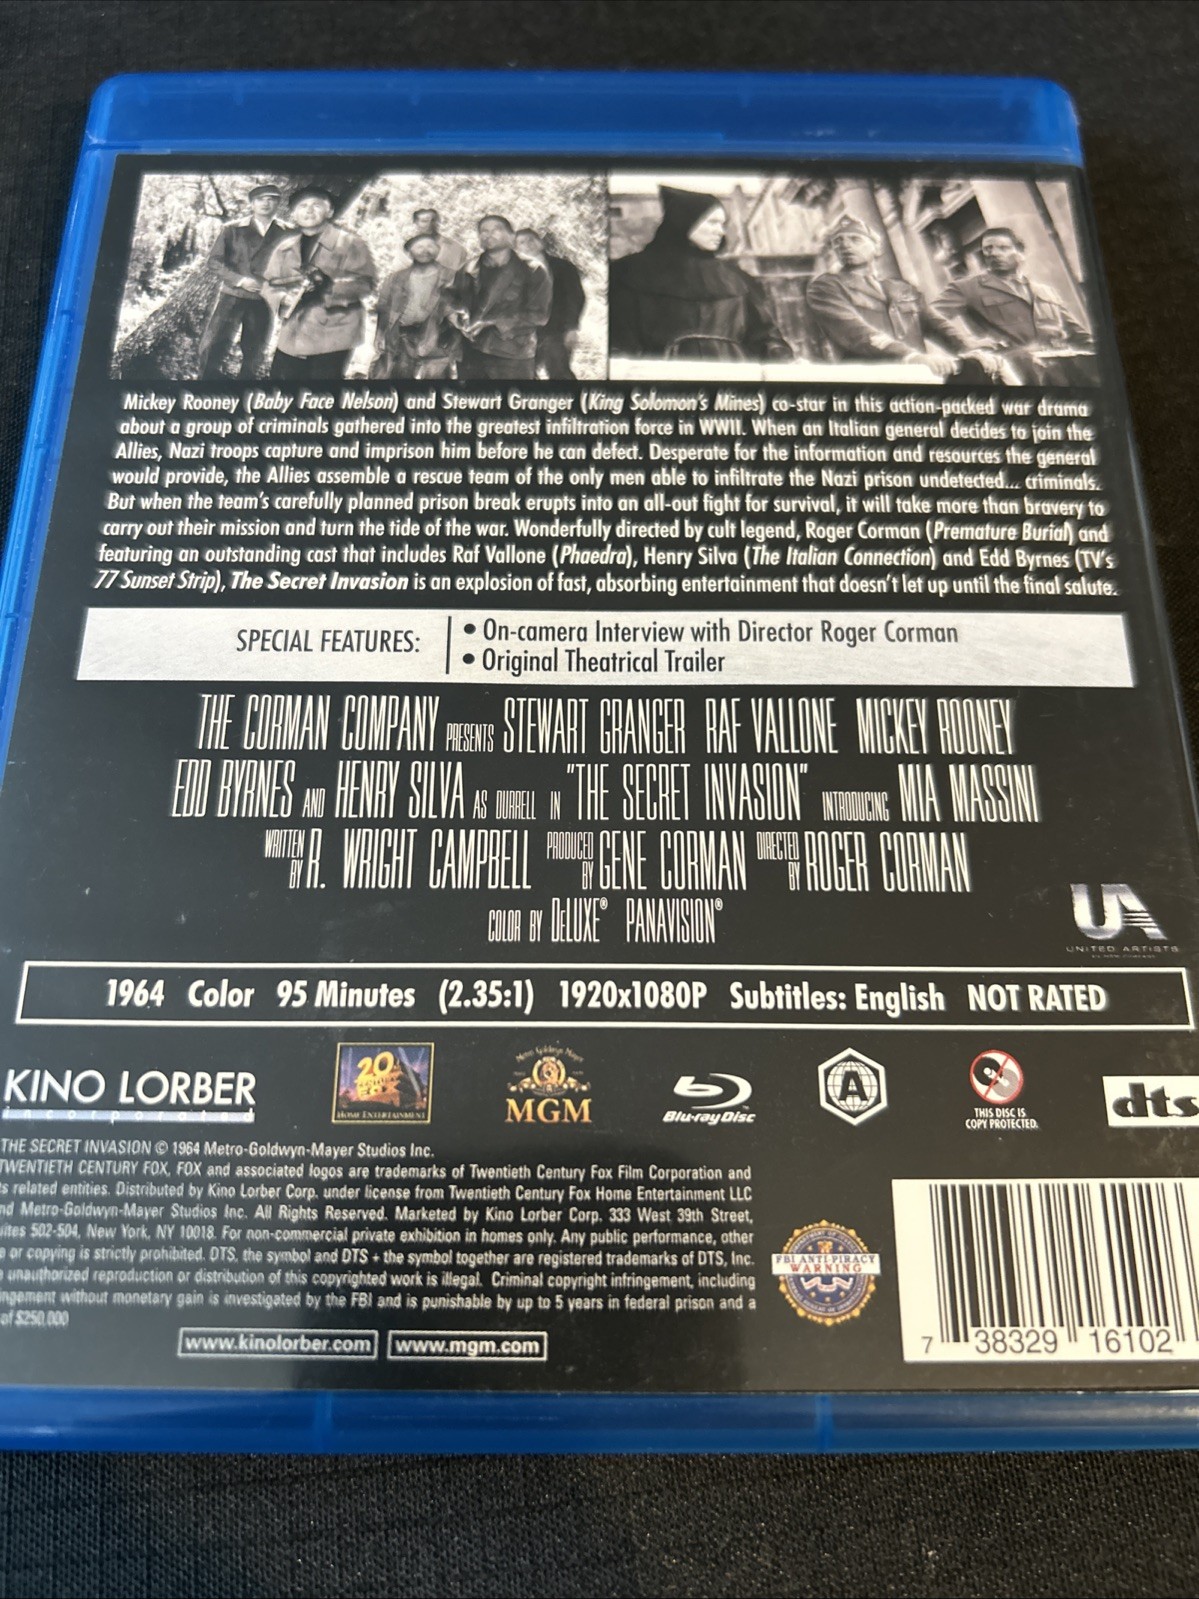 Mickey Rooney (Baby Face Nelson) and Stewart Granger (King Solomon's Mines) co-star in this action-packed war drama
about a group of criminals gathered into the greatest infiltration force in WWII. When an Italian general decides to join the
Allies, Nazi troops capture and imprison him before he can defect. Desperate for the information and resources the general
would provide, the Allies assemble a rescue team of the only men able to infiltrate the Nazi prison undetected... criminals.
But when the team's carefully planned prison break erupts into an all-out fight for survival, it will take more than bravery to
carry out their mission and turn the tide of the war. Wonderfully directed by cult legend, Roger Corman (Premature Burial) and
featuring an outstanding cast that includes Raf Vallone (Phaedra), Henry Silva (The Italian Connection) and Edd Byrnes (TV's
77 Sunset Strip), The Secret Invasion is an explosion of fast, absorbing entertainment that doesn't let up until the final salute.
SPECIAL FEATURES:
• On-camera Interview with Director Roger Corman
• Original Theatrical Trailer
THE CORMAN COMPANY PRESENTS STEWART GRANGER RAF VALLONE MICKEY ROONEY
EDD BYRNES AND HENRY SILVA AS DURRELL IN "THE SECRET INVASION" INTRODUCING MIA MASSINI
WRITTEN BY R. WRIGHT CAMPBELL PRODUCED BY GENE CORMAN DIRECTED BY ROGER CORMAN
COLOR BY DeLUXE® PANAVISION®
UA
UNITED ARTISTS
1964 Color 95 Minutes (2.35:1) 1920x1080P Subtitles: English NOT RATED
KINO LORBER
incorporated
20
CENTURY
FOX
HOME ENTERTAINMENT
Metro Goldwyn Mayer
MGM
Blu-ray Disc
A
THIS DISC IS
COPY PROTECTED.
dts
THE SECRET INVASION © 1964 Metro-Goldwyn-Mayer Studios Inc.
TWENTIETH CENTURY FOX, FOX and associated logos are trademarks of Twentieth Century Fox Film Corporation and
s related entities. Distributed by Kino Lorber Corp. under license from Twentieth Century Fox Home Entertainment LLC
nd Metro-Goldwyn-Mayer Studios Inc. All Rights Reserved. Marketed by Kino Lorber Corp. 333 West 39th Street,
ites 502-504, New York, NY 10018. For non-commercial private exhibition in homes only. Any public performance, other
or copying is strictly prohibited. DTS, the symbol and DTS + the symbol together are registered trademarks of DTS, Inc.
unauthorized reproduction or distribution of this copyrighted work is illegal. Criminal copyright infringement, including
ngement without monetary gain is investigated by the FBI and is punishable by up to 5 years in federal prison and a
of $250,000
FBI ANTI-PIRACY
WARNING
www.kinolorber.com www.mgm.com
7 38329 16102